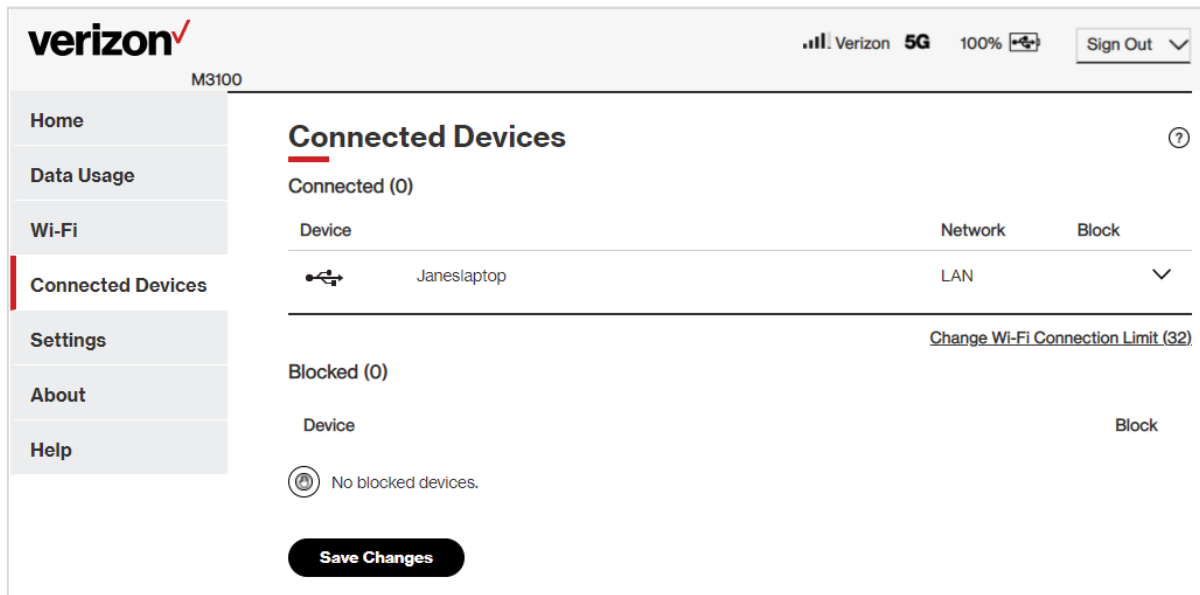 verizon
Verizon 5G 100% Sign Out
M3100
Home
Data Usage
Wi-Fi
Connected Devices
Settings
About
Help
Connected Devices
?
Connected (0)
Device Network Block
Janeslaptop LAN
Change Wi-Fi Connection Limit (32)
Blocked (0)
Device Block
No blocked devices.
Save Changes